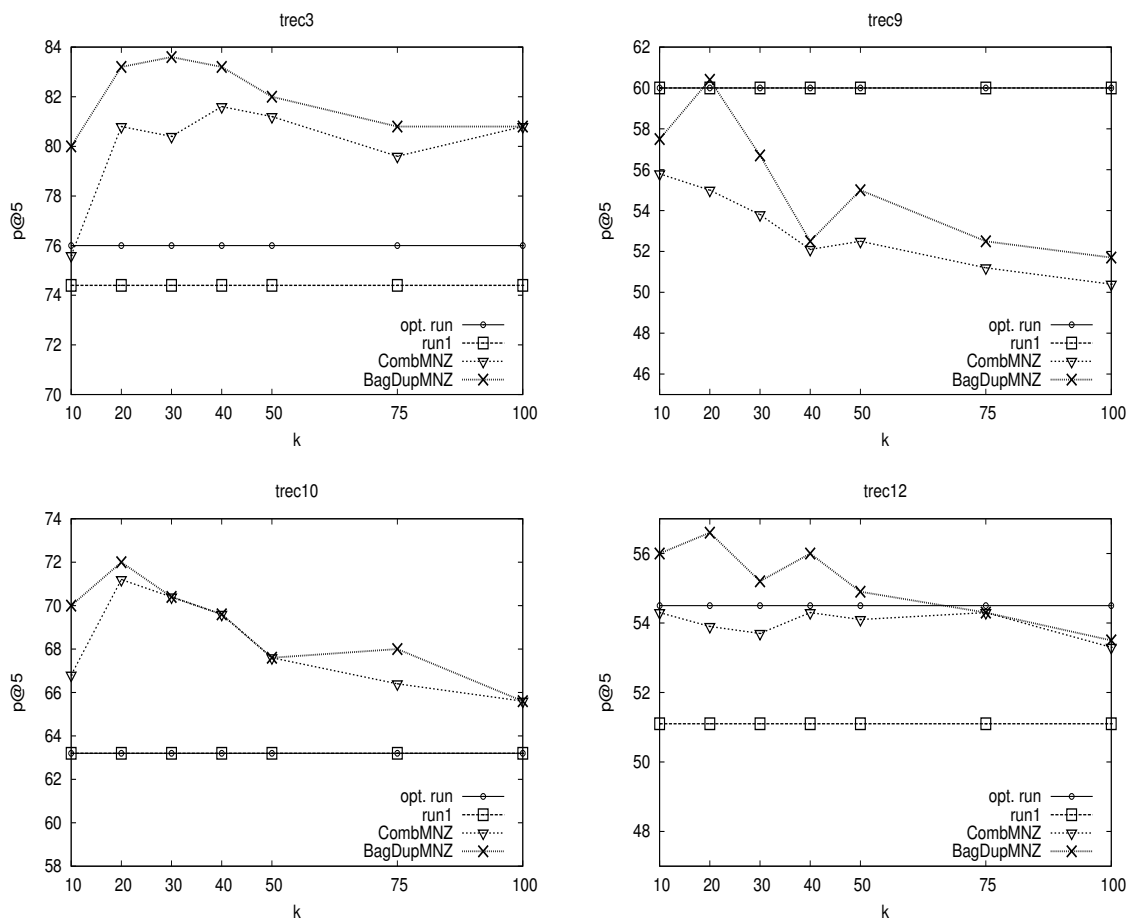 trec3
84
82
80
78
76
74
72
70
p@5
10 20 30 40 50 75 100
k
opt. run
run1
CombMNZ
BagDupMNZ
trec9
62
60
58
56
54
52
50
48
46
p@5
10 20 30 40 50 75 100
k
opt. run
run1
CombMNZ
BagDupMNZ
trec10
74
72
70
68
66
64
62
60
58
p@5
10 20 30 40 50 75 100
k
opt. run
run1
CombMNZ
BagDupMNZ
trec12
56
54
52
50
48
p@5
10 20 30 40 50 75 100
k
opt. run
run1
CombMNZ
BagDupMNZ